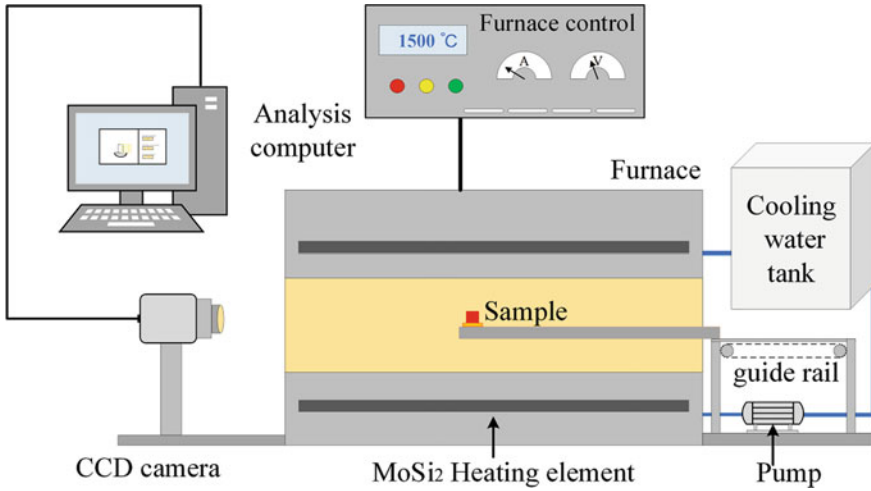 Furnace control
1500 ℃
A
V
Analysis
computer
Furnace
Cooling
water
tank
Sample
guide rail
CCD camera
MoSi2 Heating element
Pump